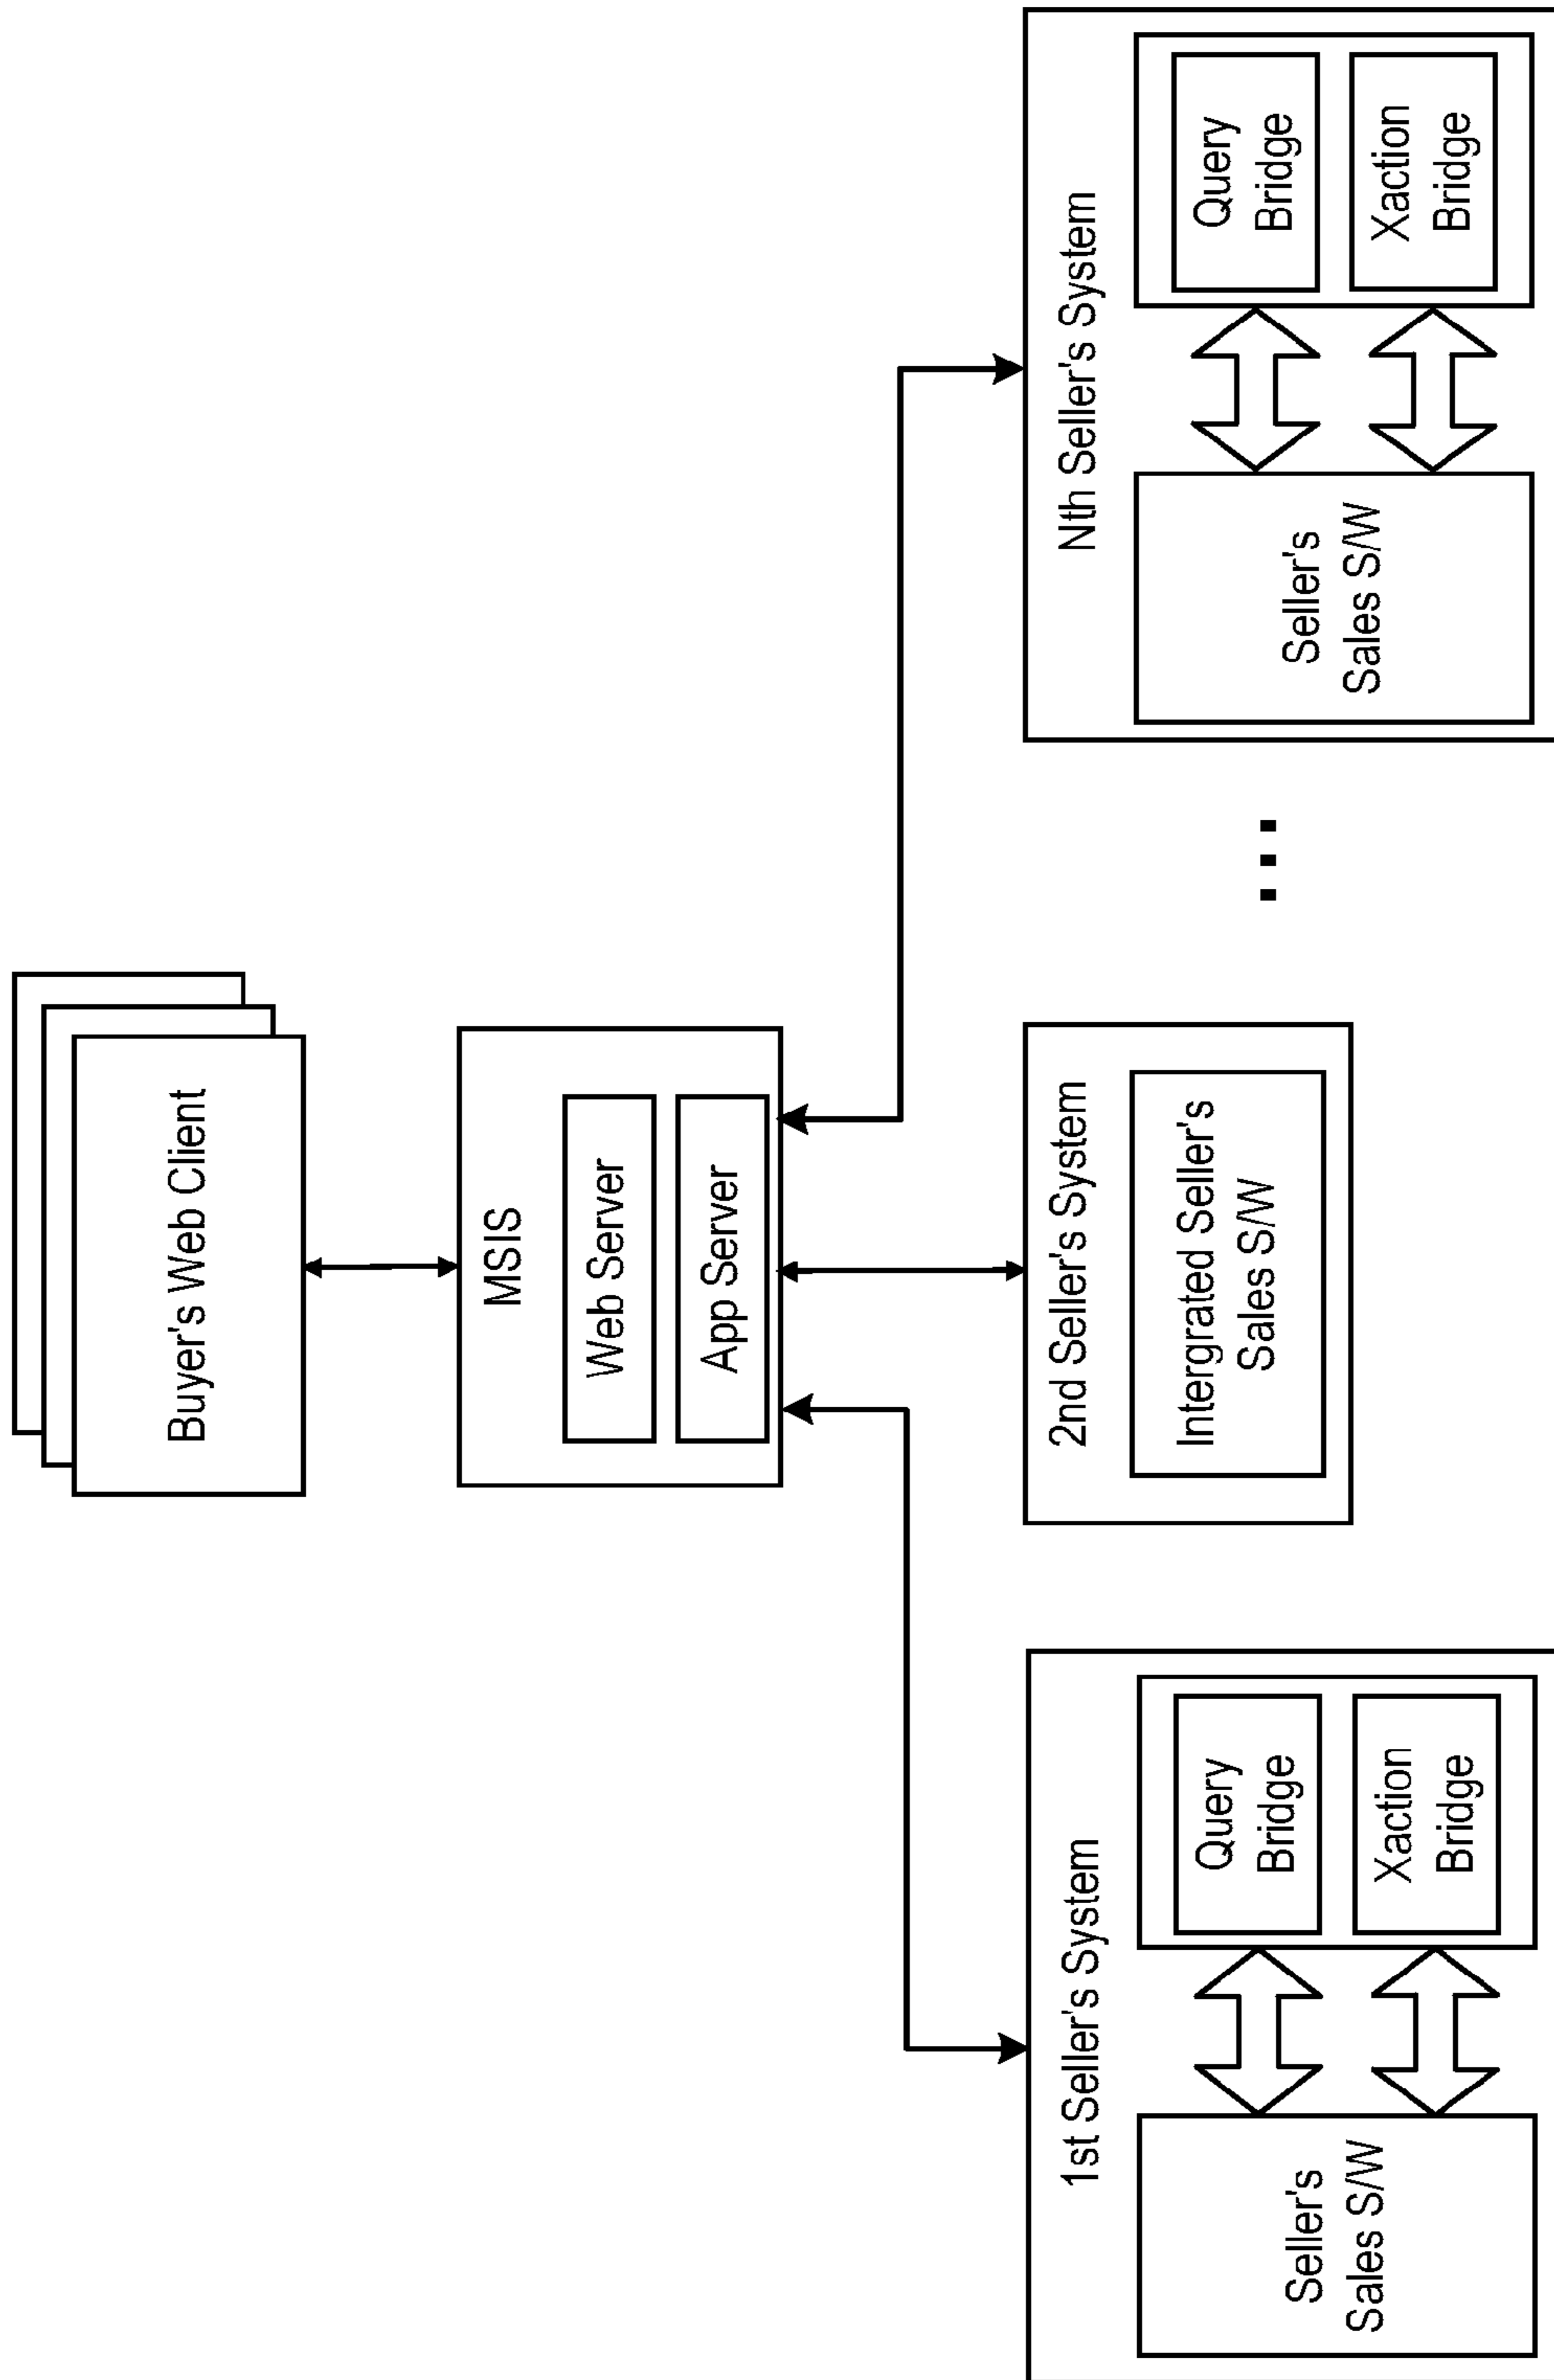 Buyer's Web Client
MSIS
Web Server
App Server
1st Seller's System
Seller's
Sales S/W
Query
Bridge
Xaction
Bridge
2nd Seller's System
Intergrated Seller's
Sales S/W
...
Nth Seller's System
Seller's
Sales S/W
Query
Bridge
Xaction
Bridge